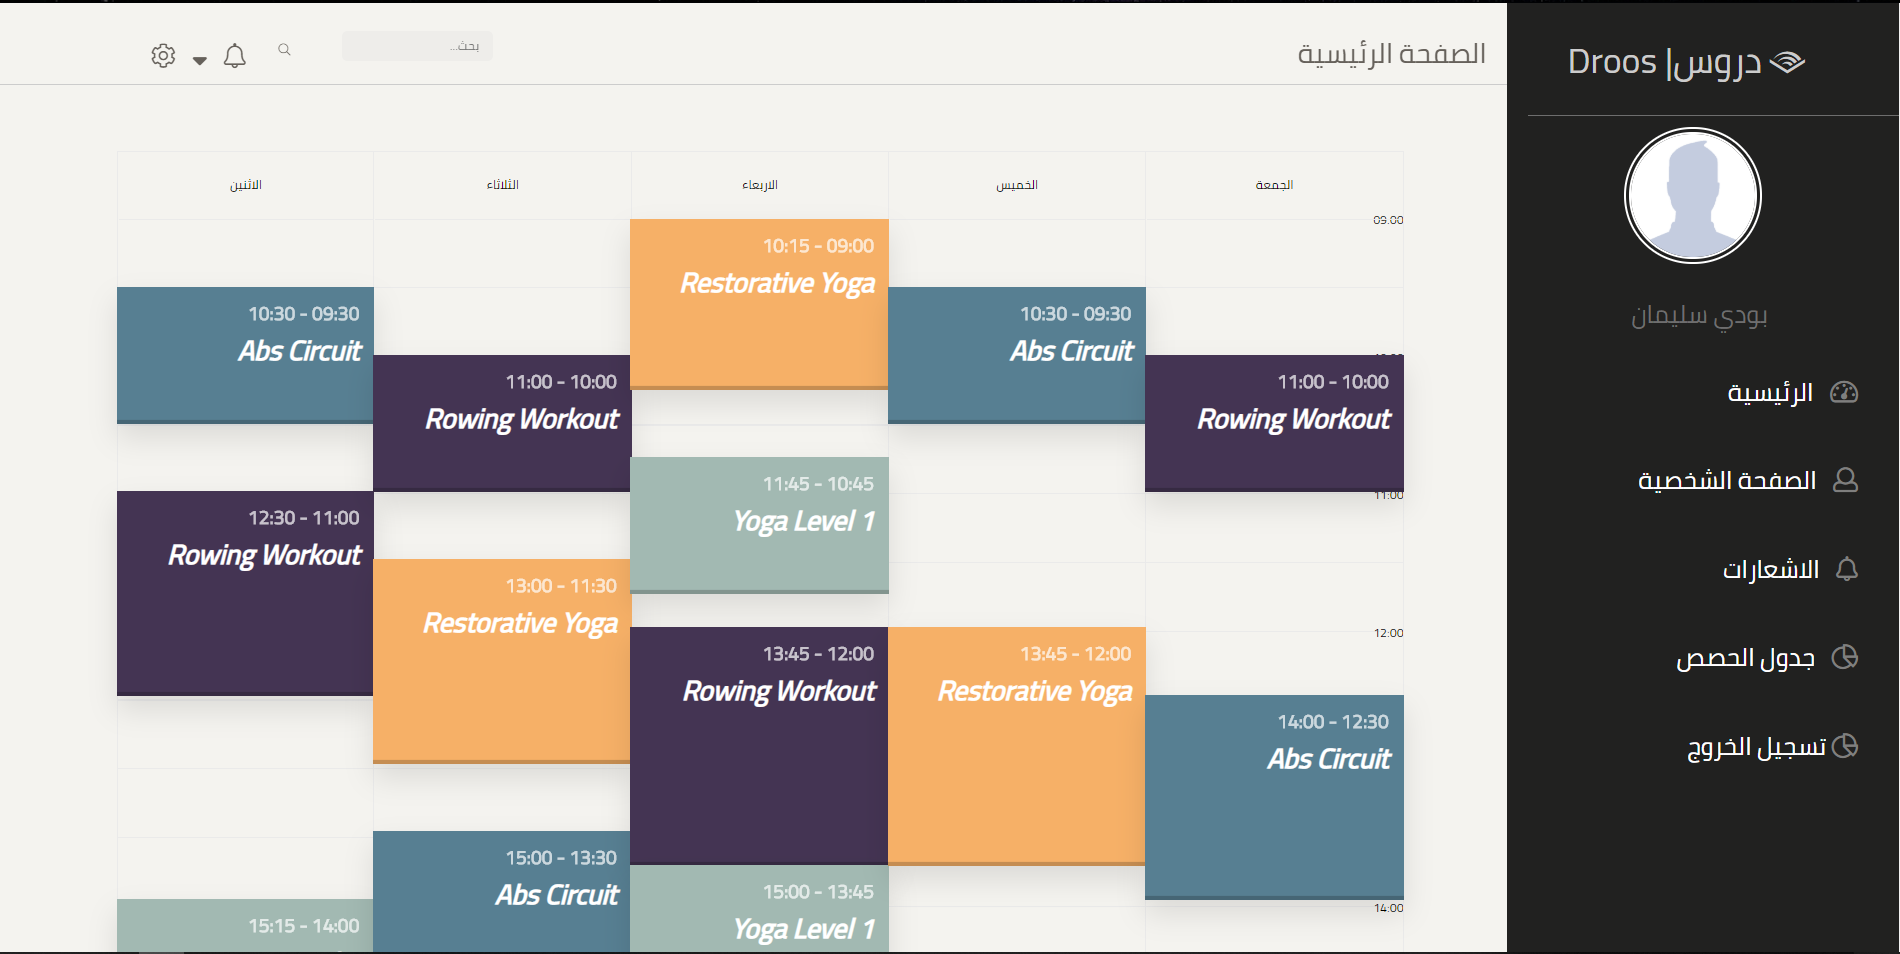 دروس| Droos
بودي سليمان
الرئيسية
الصفحة الشخصية
الاشعارات
جدول الحصص
تسجيل الخروج
الصفحة الرئيسية
بحث...
الجمعة
الخميس
الاربعاء
الثلاثاء
الاثنين
09:00
11:00
12:00
14:00
11:00 - 10:00
Rowing Workout
14:00 - 12:30
Abs Circuit
10:30 - 09:30
Abs Circuit
13:45 - 12:00
Restorative Yoga
10:15 - 09:00
Restorative Yoga
11:45 - 10:45
Yoga Level 1
13:45 - 12:00
Rowing Workout
15:00 - 13:45
Yoga Level 1
11:00 - 10:00
Rowing Workout
13:00 - 11:30
Restorative Yoga
15:00 - 13:30
Abs Circuit
10:30 - 09:30
Abs Circuit
12:30 - 11:00
Rowing Workout
15:15 - 14:00